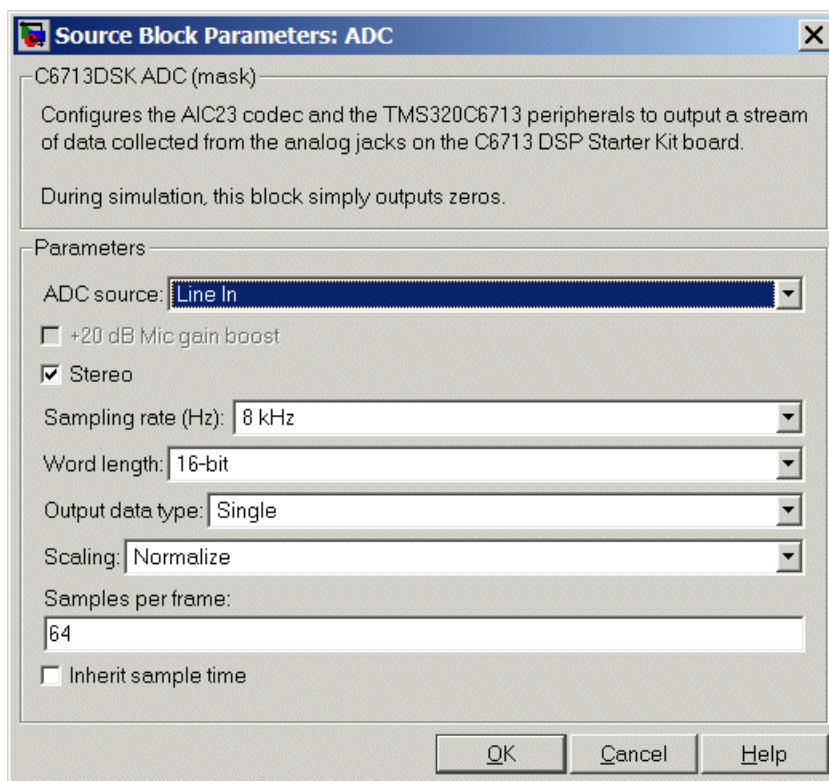 Source Block Parameters: ADC
C6713DSK ADC (mask)
Configures the AIC23 codec and the TMS320C6713 peripherals to output a stream
of data collected from the analog jacks on the C6713 DSP Starter Kit board.
During simulation, this block simply outputs zeros.
Parameters
ADC source: Line In
+20 dB Mic gain boost
Stereo
Sampling rate (Hz): 8 kHz
Word length: 16-bit
Output data type: Single
Scaling: Normalize
Samples per frame:
64
Inherit sample time
OK Cancel Help